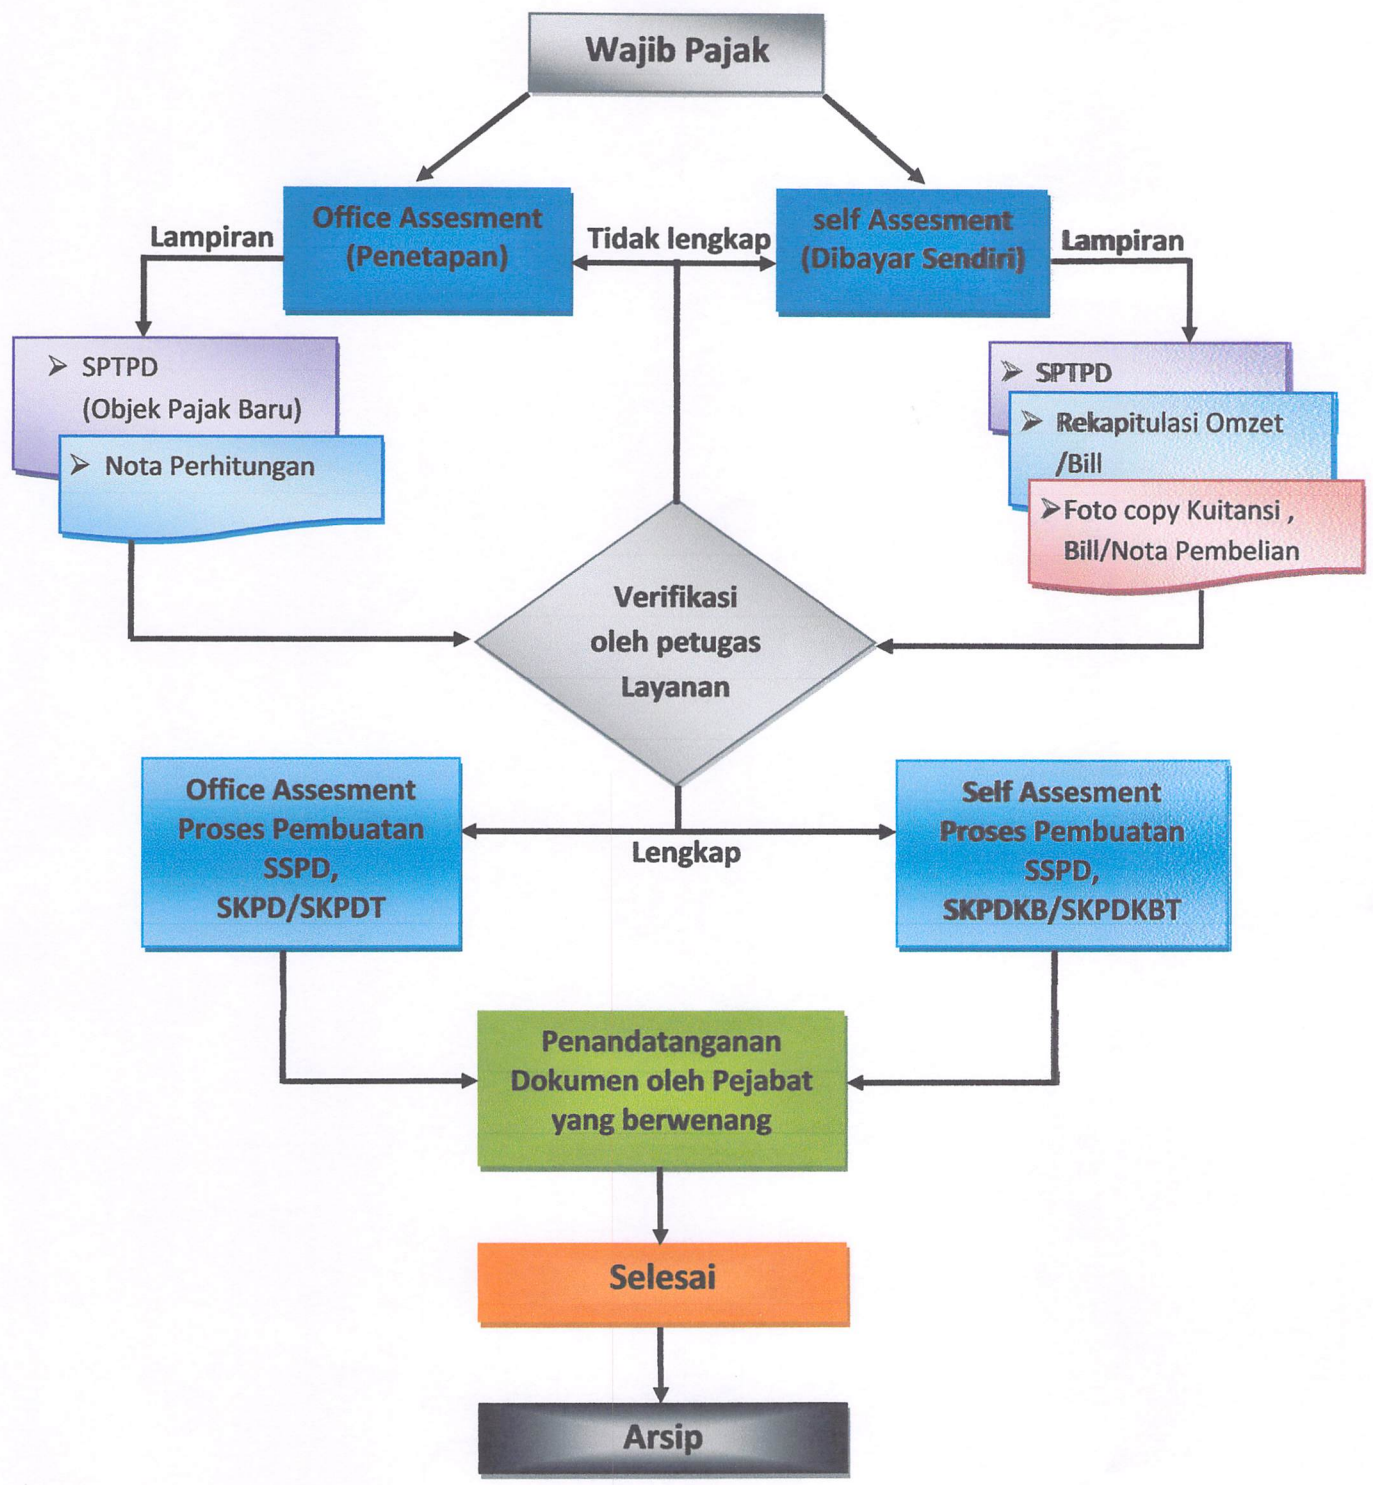 Wajib Pajak
Office Assesment
(Penetapan)
self Assesment
(Dibayar Sendiri)
Lampiran
Tidak lengkap
Lampiran
SPTPD
(Objek Pajak Baru)
Nota Perhitungan
SPTPD
Rekapitulasi Omzet
/Bill
Foto copy Kuitansi ,
Bill/Nota Pembelian
Verifikasi
oleh petugas
Layanan
Office Assesment
Proses Pembuatan
SSPD,
SKPD/SKPDT
Lengkap
Self Assesment
Proses Pembuatan
SSPD,
SKPDKB/SKPDKBT
Penandatanganan
Dokumen oleh Pejabat
yang berwenang
Selesai
Arsip